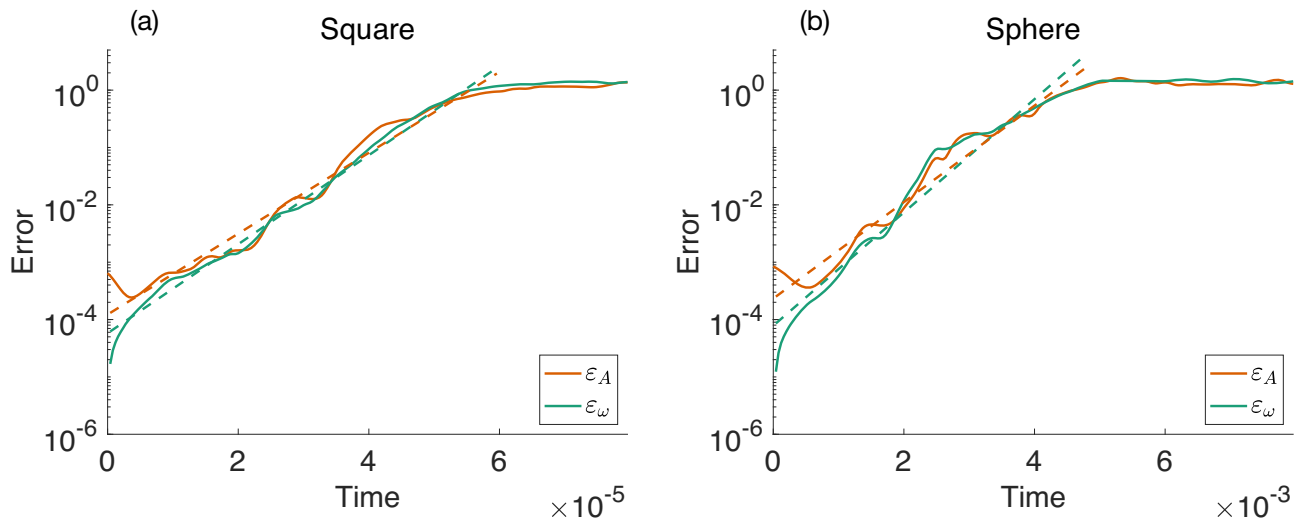 (a)
Square
Error
10^0
10^-2
10^-4
10^-6
0 2 4 6
Time
×10^-5
ε_A
ε_ω
(b)
Sphere
Error
10^0
10^-2
10^-4
10^-6
0 2 4 6
Time
×10^-3
ε_A
ε_ω